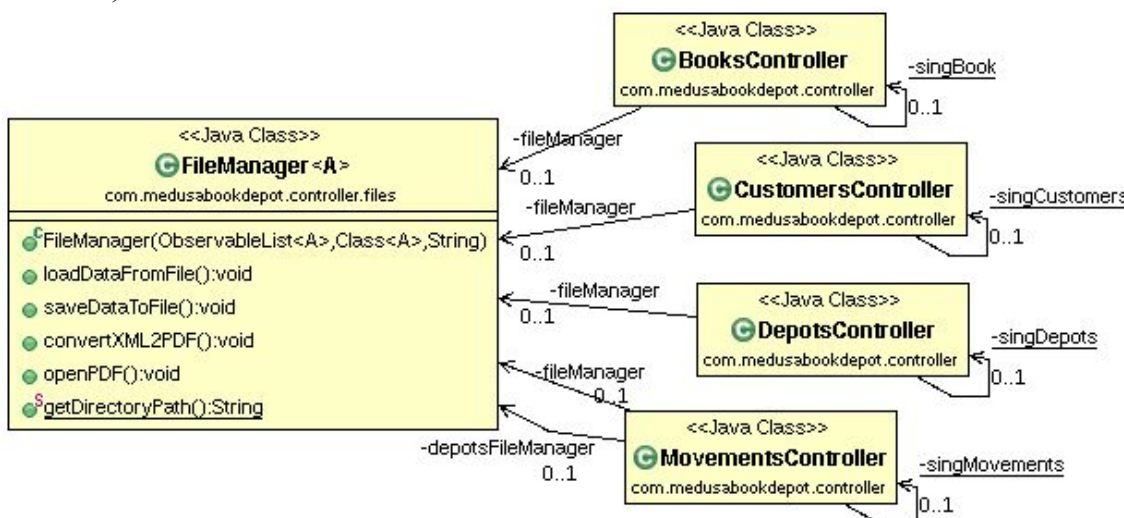 <<Java Class>>
BooksController
com.medusabookdepot.controller
-singBook
0..1
-fileManager
0..1
<<Java Class>>
FileManager<A>
com.medusabookdepot.controller.files
FileManager(ObservableList<A>,Class<A>,String)
loadDataFromFile():void
saveDataToFile():void
convertXML2PDF():void
openPDF():void
getDirectoryPath():String
<<Java Class>>
CustomersController
com.medusabookdepot.controller
-singCustomers
0..1
-fileManager
0..1
<<Java Class>>
DepotsController
com.medusabookdepot.controller
-singDepots
0..1
-fileManager
0..1
<<Java Class>>
MovementsController
com.medusabookdepot.controller
-singMovements
0..1
-fileManager
0..1
-depotsFileManager
0..1